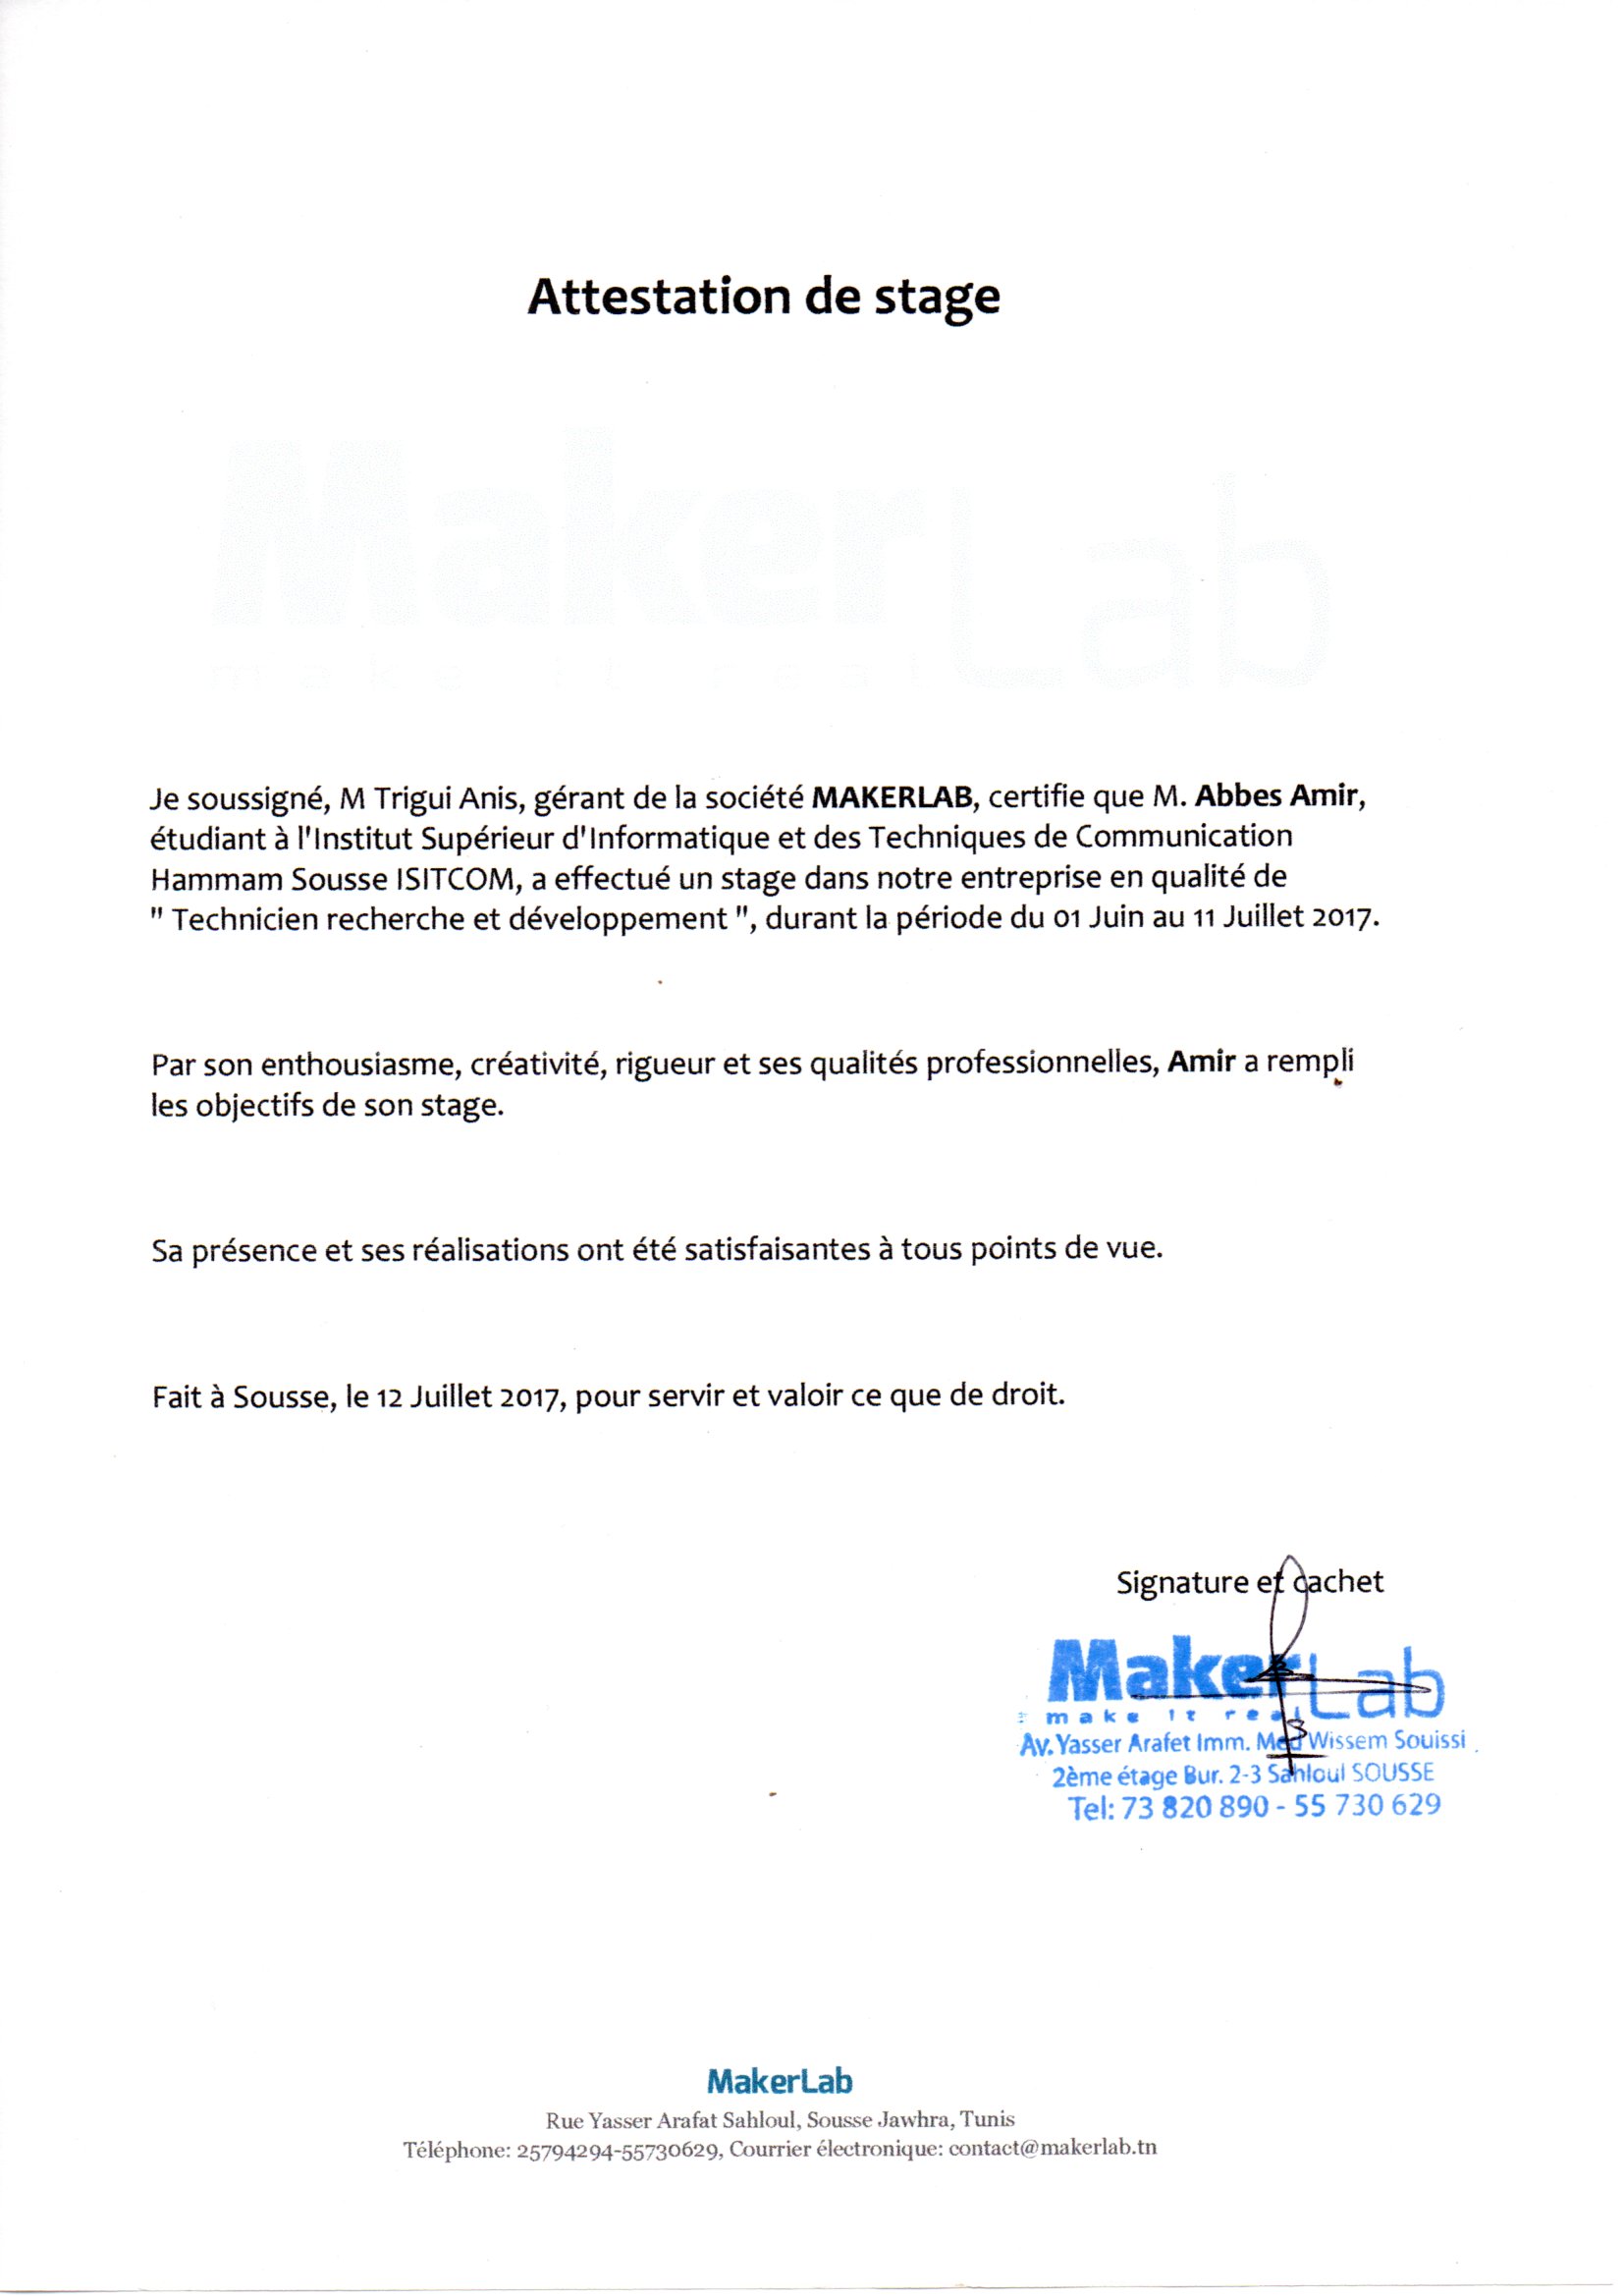 Attestation de stage
MakerLab
make it real
Je soussigné, M Trigui Anis, gérant de la société MAKERLAB, certifie que M. Abbes Amir,
étudiant à l'Institut Supérieur d'Informatique et des Techniques de Communication
Hammam Sousse ISITCOM, a effectué un stage dans notre entreprise en qualité de
" Technicien recherche et développement ", durant la période du 01 Juin au 11 Juillet 2017.
Par son enthousiasme, créativité, rigueur et ses qualités professionnelles, Amir a rempli
les objectifs de son stage.
Sa présence et ses réalisations ont été satisfaisantes à tous points de vue.
Fait à Sousse, le 12 Juillet 2017, pour servir et valoir ce que de droit.
Signature et cachet
MakerLab
make it real
Av. Yasser Arafet Imm. Med Wissem Souissi
2ème étage Bur. 2-3 Sahloul SOUSSE
Tel: 73 820 890 - 55 730 629
MakerLab
Rue Yasser Arafat Sahloul, Sousse Jawhra, Tunis
Téléphone: 25794294-55730629, Courrier électronique: contact@makerlab.tn